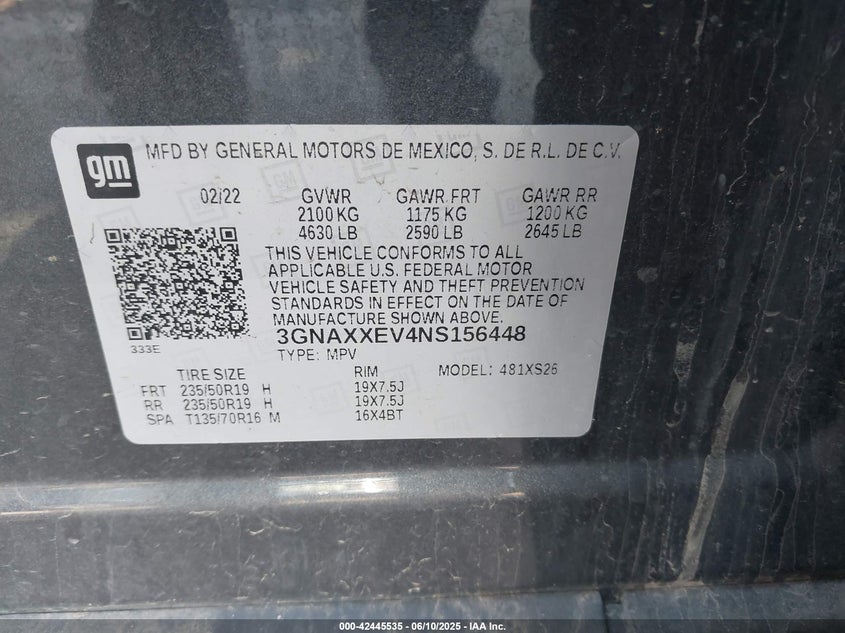 gm
MFD BY GENERAL MOTORS DE MEXICO, S. DE R.L. DE C.V.
02/22 GVWR GAWR FRT GAWR RR
2100 KG 1175 KG 1200 KG
4630 LB 2590 LB 2645 LB
THIS VEHICLE CONFORMS TO ALL
APPLICABLE U.S. FEDERAL MOTOR
VEHICLE SAFETY AND THEFT PREVENTION
STANDARDS IN EFFECT ON THE DATE OF
MANUFACTURE SHOWN ABOVE.
333E
3GNAXXEV4NS156448
TYPE: MPV
TIRE SIZE RIM MODEL: 481XS26
FRT 235/50R19 H 19X7.5J
RR 235/50R19 H 19X7.5J
SPA T135/70R16 M 16X4BT
000-42445535 - 06/10/2025 - IAA Inc.